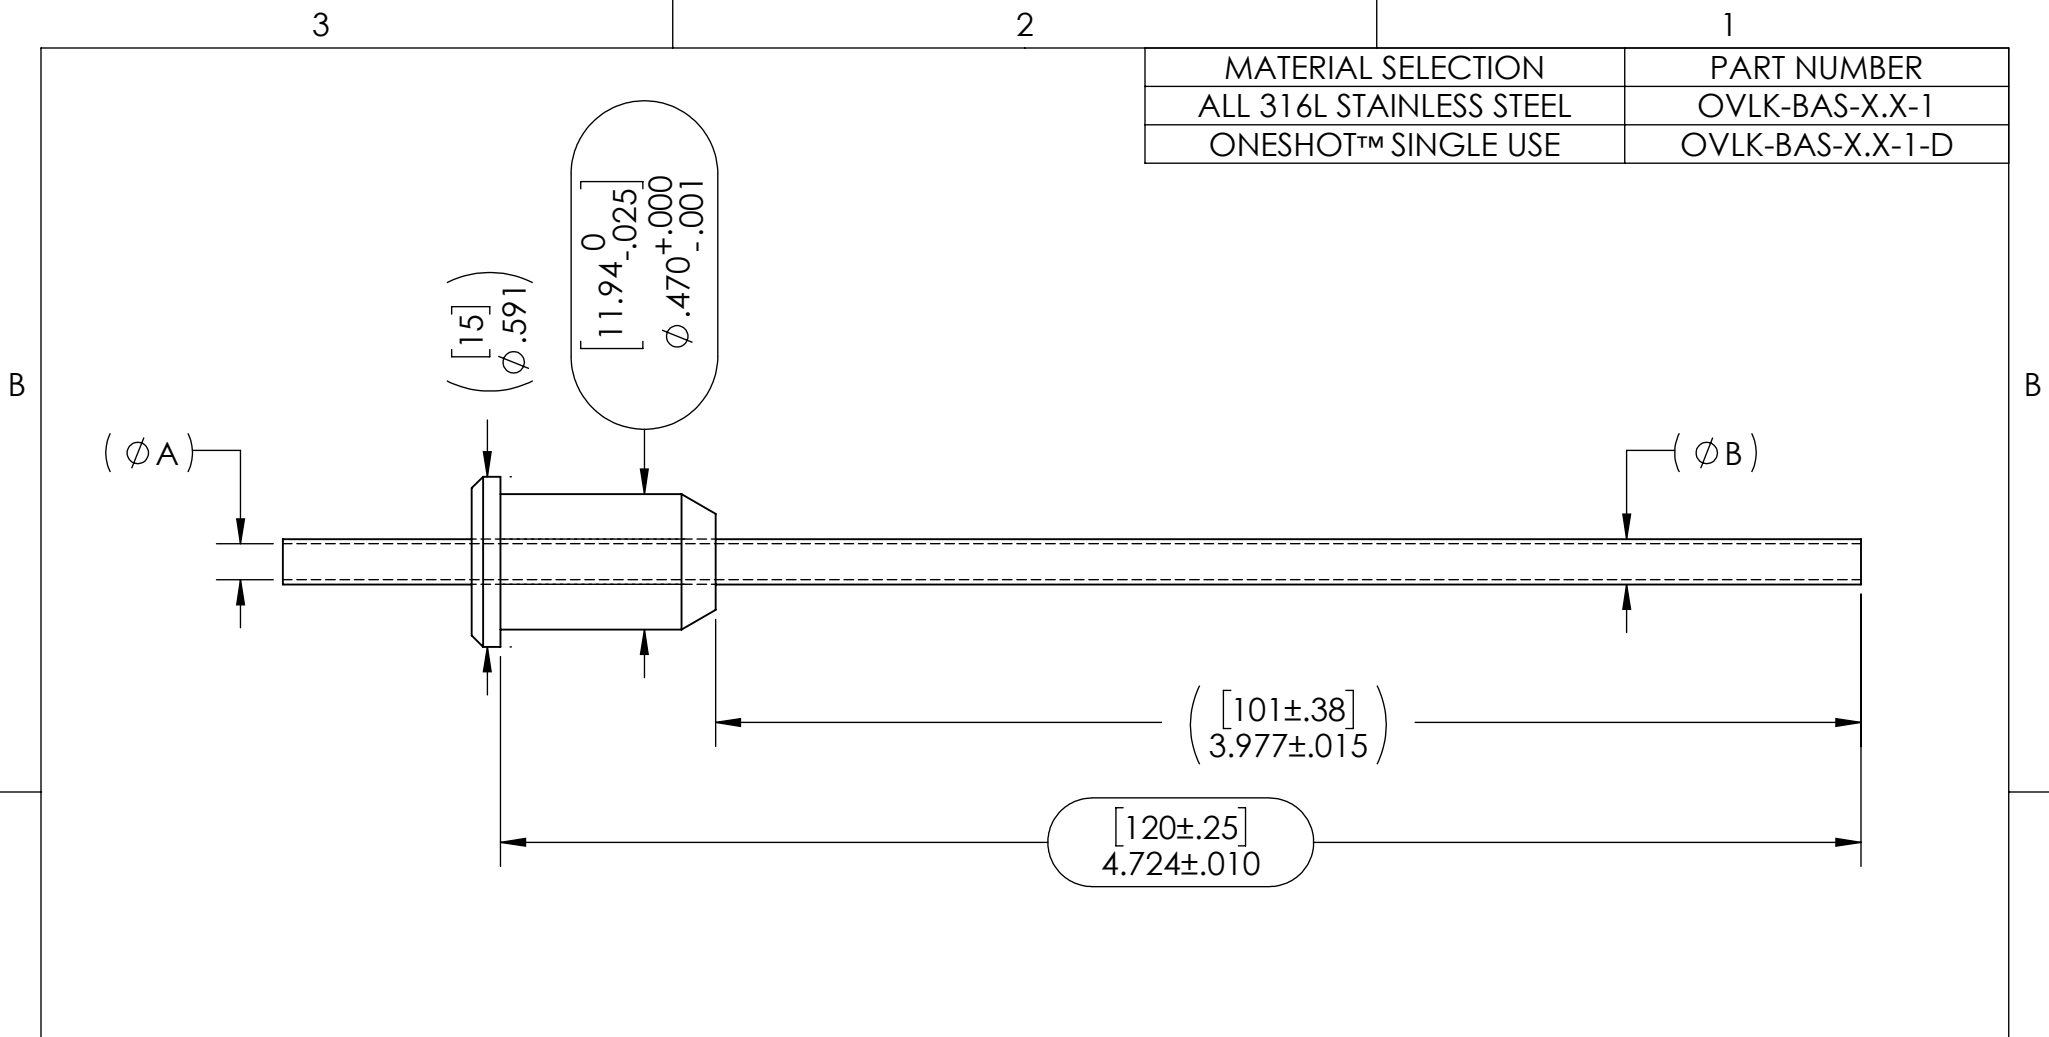 3 2 1
MATERIAL SELECTION PART NUMBER
ALL 316L STAINLESS STEEL OVLK-BAS-X.X-1
ONESHOT™ SINGLE USE OVLK-BAS-X.X-1-D
[11.94 0 -.025]
⌀.470 +.000 -.001
([15]
⌀.591)
B B
(⌀A) (⌀B)
([101±.38]
3.977±.015)
[120±.25]
4.724±.010